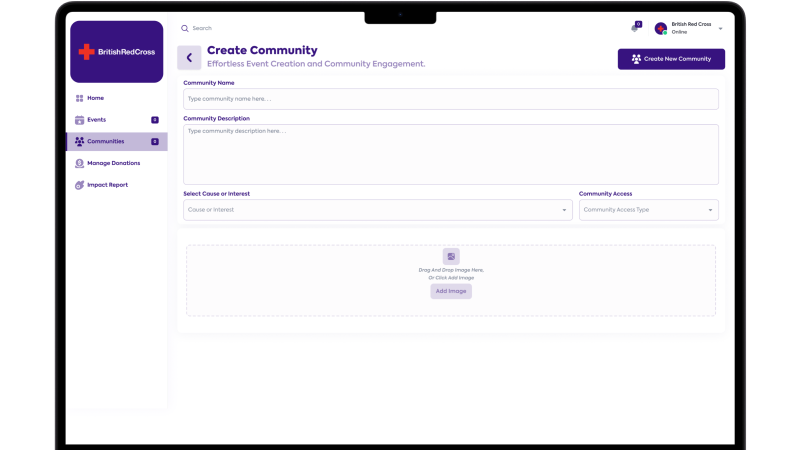 BritishRedCross
Home
Events
0
Communities
0
Manage Donations
Impact Report
Search
0
British Red Cross
Online
Create Community
Effortless Event Creation and Community Engagement.
Create New Community
Community Name
Type community name here. . .
Community Description
Type community description here. . .
Select Cause or Interest
Community Access
Cause or Interest
Community Access Type
Drag And Drop Image Here.
Or Click Add Image
Add Image